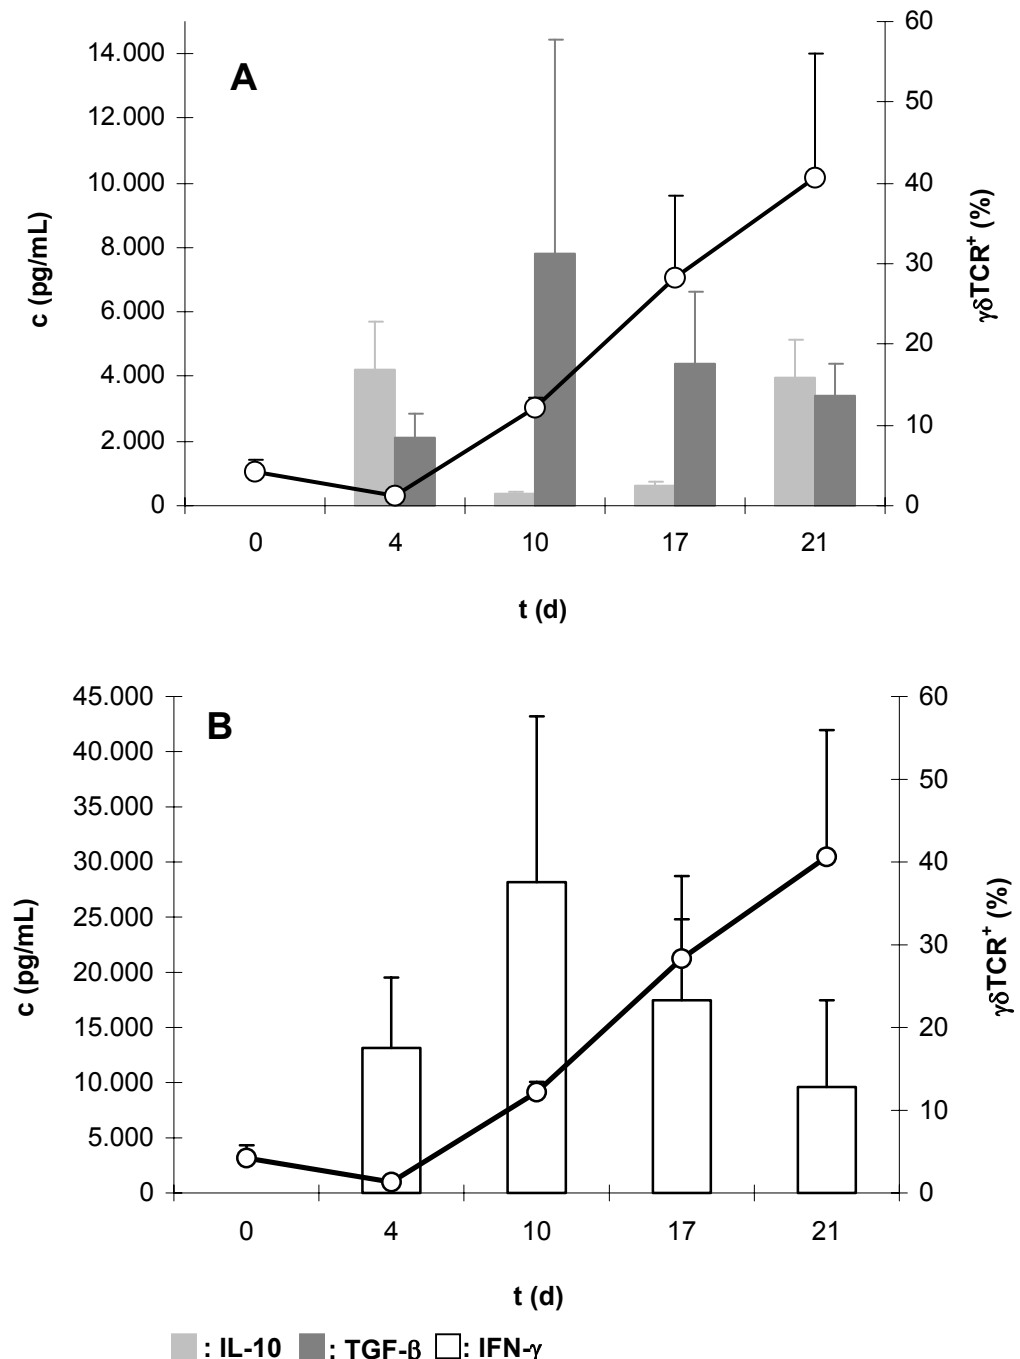 A
14.000
12.000
10.000
8.000
6.000
4.000
2.000
0
c (pg/mL)
60
50
40
30
20
10
0
γδTCR⁺ (%)
0 4 10 17 21
t (d)
B
45.000
40.000
35.000
30.000
25.000
20.000
15.000
10.000
5.000
0
c (pg/mL)
60
50
40
30
20
10
0
γδTCR⁺ (%)
0 4 10 17 21
t (d)
: IL-10 : TGF-β : IFN-γ